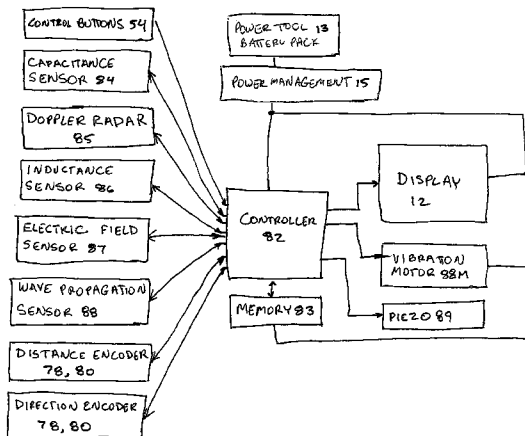 CONTROL BUTTONS 54
CAPACITANCE
SENSOR 84
DOPPLER RADAR
85
INDUCTANCE
SENSOR 86
ELECTRIC FIELD
SENSOR 87
WAVE PROPAGATION
SENSOR 88
DISTANCE ENCODER
78, 80
DIRECTION ENCODER
78, 80
POWER TOOL 13
BATTERY PACK
POWER MANAGEMENT 15
CONTROLLER
82
MEMORY 83
DISPLAY
12
VIBRATION
MOTOR 88M
PIEZO 89